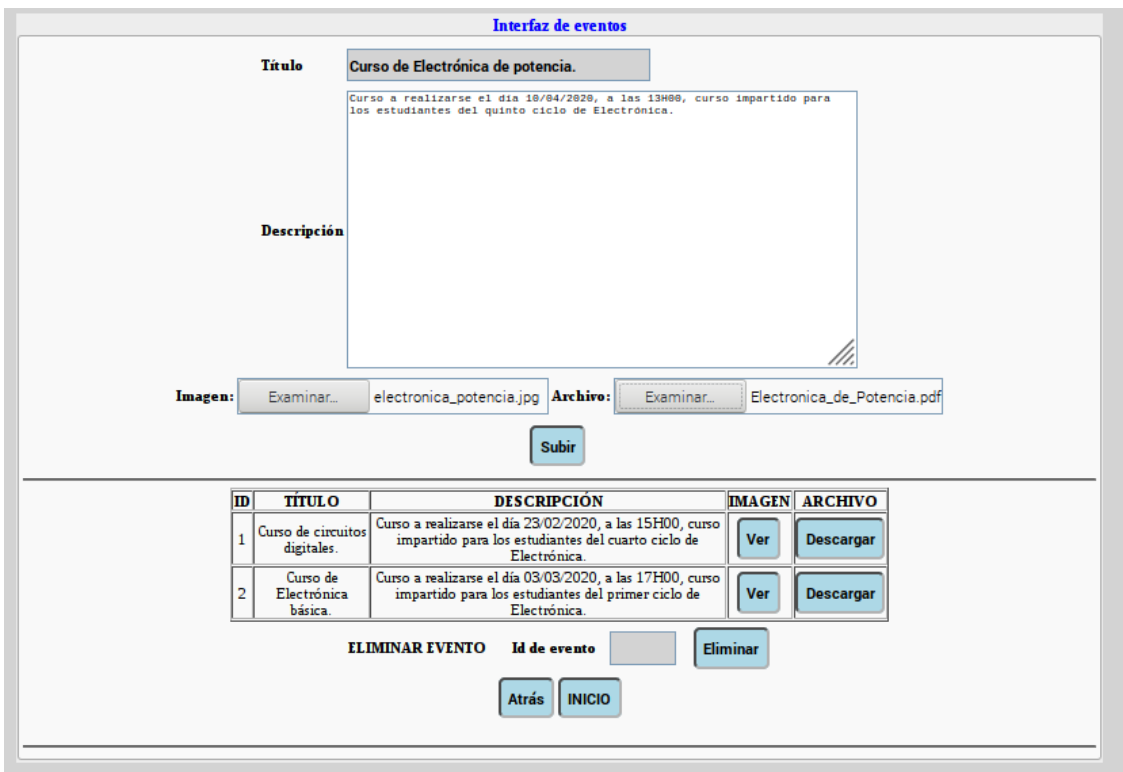 Interfaz de eventos
Título Curso de Electrónica de potencia.
Curso a realizarse el día 10/04/2020, a las 13H00, curso impartido para
los estudiantes del quinto ciclo de Electrónica.
Descripción
Imagen: Examinar... electronica_potencia.jpg Archivo: Examinar... Electronica_de_Potencia.pdf
Subir
ID TÍTULO DESCRIPCIÓN IMAGEN ARCHIVO
1 Curso de circuitos digitales. Curso a realizarse el día 23/02/2020, a las 15H00, curso impartido para los estudiantes del cuarto ciclo de Electrónica. Ver Descargar
2 Curso de Electrónica básica. Curso a realizarse el día 03/03/2020, a las 17H00, curso impartido para los estudiantes del primer ciclo de Electrónica. Ver Descargar
ELIMINAR EVENTO Id de evento Eliminar
Atrás INICIO